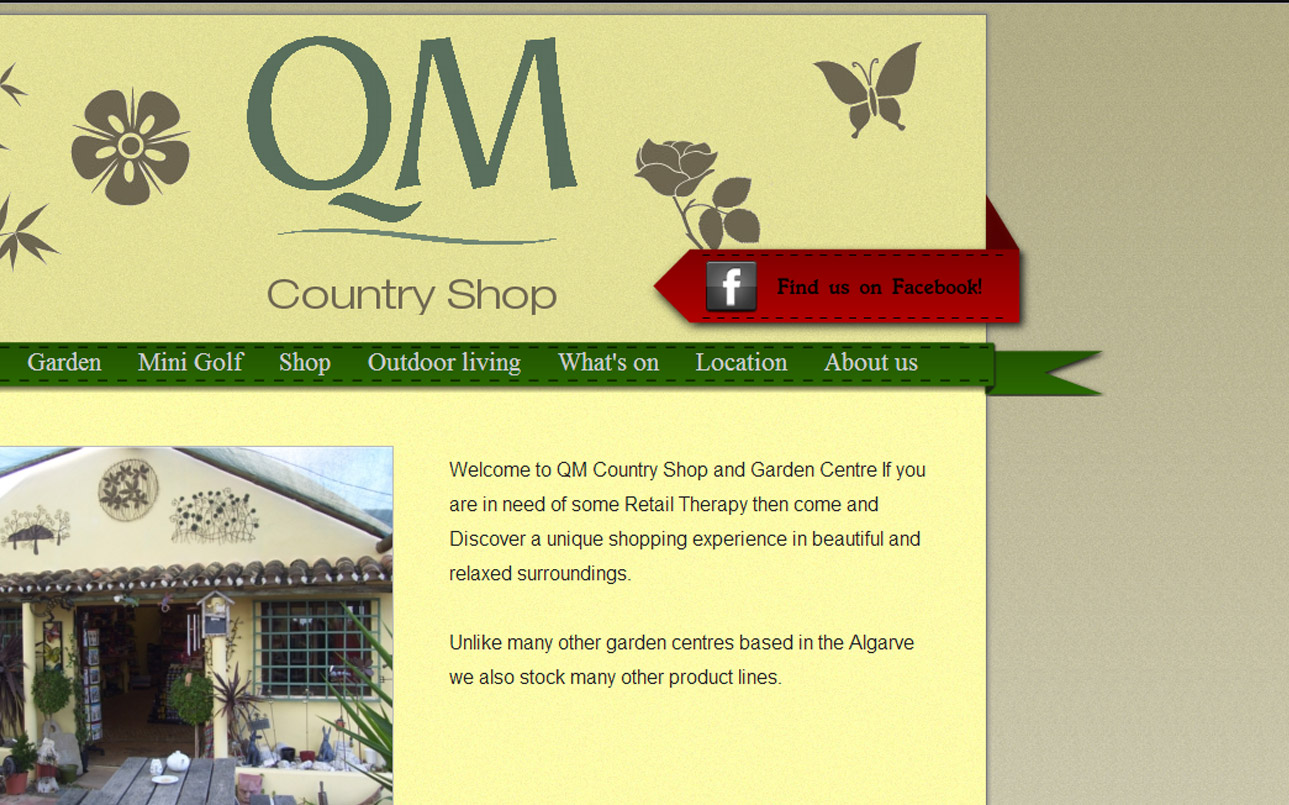 QM
Country Shop
f Find us on Facebook!
Garden Mini Golf Shop Outdoor living What's on Location About us
Welcome to QM Country Shop and Garden Centre If you
are in need of some Retail Therapy then come and
Discover a unique shopping experience in beautiful and
relaxed surroundings.
Unlike many other garden centres based in the Algarve
we also stock many other product lines.